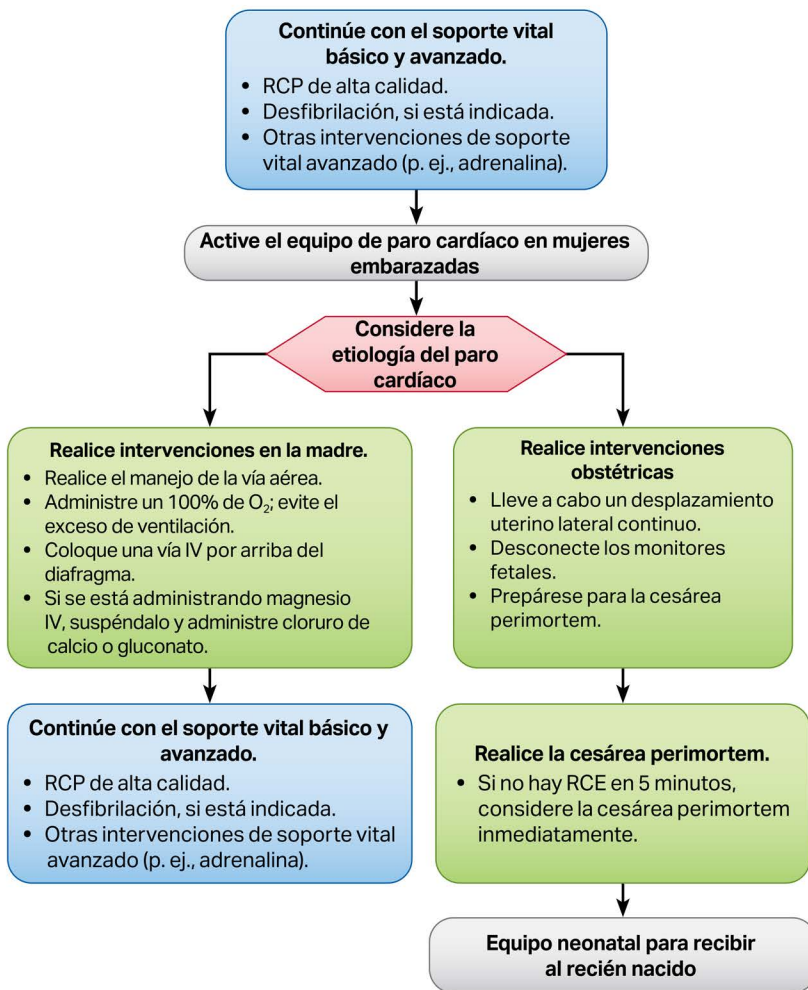 Continúe con el soporte vital
básico y avanzado.
• RCP de alta calidad.
• Desfibrilación, si está indicada.
• Otras intervenciones de soporte
vital avanzado (p. ej., adrenalina).
Active el equipo de paro cardíaco en mujeres
embarazadas
Considere la
etiología del paro
cardíaco
Realice intervenciones en la madre.
• Realice el manejo de la vía aérea.
• Administre un 100% de O₂; evite el
exceso de ventilación.
• Coloque una vía IV por arriba del
diafragma.
• Si se está administrando magnesio
IV, suspéndalo y administre cloruro de
calcio o gluconato.
Realice intervenciones
obstétricas
• Lleve a cabo un desplazamiento
uterino lateral continuo.
• Desconecte los monitores
fetales.
• Prepárese para la cesárea
perimortem.
Continúe con el soporte vital básico y
avanzado.
• RCP de alta calidad.
• Desfibrilación, si está indicada.
• Otras intervenciones de soporte vital
avanzado (p. ej., adrenalina).
Realice la cesárea perimortem.
• Si no hay RCE en 5 minutos,
considere la cesárea perimortem
inmediatamente.
Equipo neonatal para recibir
al recién nacido